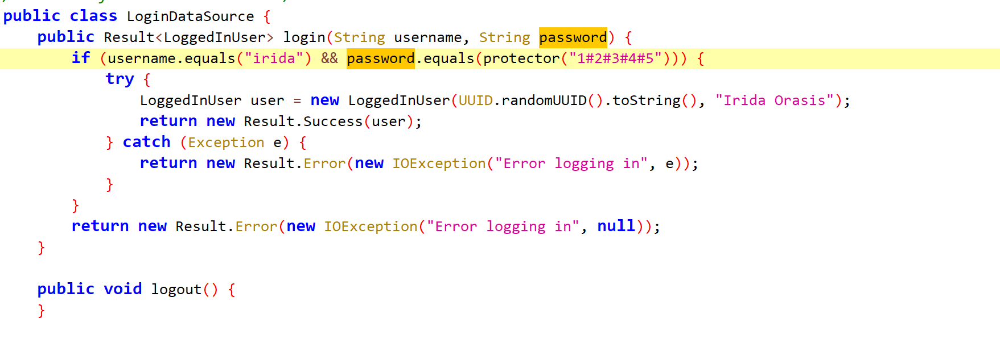 public class LoginDataSource {
public Result<LoggedInUser> login(String username, String password) {
if (username.equals("irida") && password.equals(protector("1#2#3#4#5"))) {
try {
LoggedInUser user = new LoggedInUser(UUID.randomUUID().toString(), "Irida Orasis");
return new Result.Success(user);
} catch (Exception e) {
return new Result.Error(new IOException("Error logging in", e));
}
}
return new Result.Error(new IOException("Error logging in", null));
}
public void logout() {
}